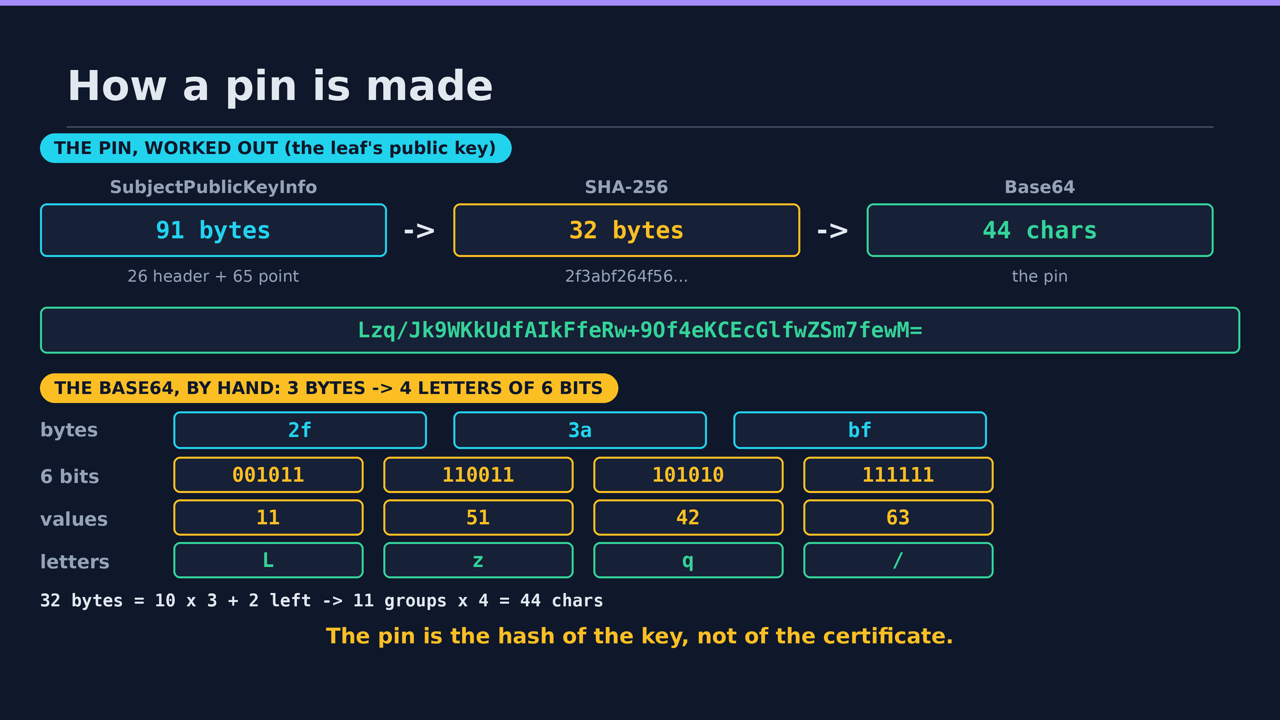 How a pin is made
THE PIN, WORKED OUT (the leaf's public key)
SubjectPublicKeyInfo SHA-256 Base64
91 bytes -> 32 bytes -> 44 chars
26 header + 65 point 2f3abf264f56... the pin
Lzq/Jk9WKkUdfAIkFfeRw+9Of4eKCEcGlfwZSm7fewM=
THE BASE64, BY HAND: 3 BYTES -> 4 LETTERS OF 6 BITS
bytes 2f 3a bf
6 bits 001011 110011 101010 111111
values 11 51 42 63
letters L z q /
32 bytes = 10 x 3 + 2 left -> 11 groups x 4 = 44 chars
The pin is the hash of the key, not of the certificate.